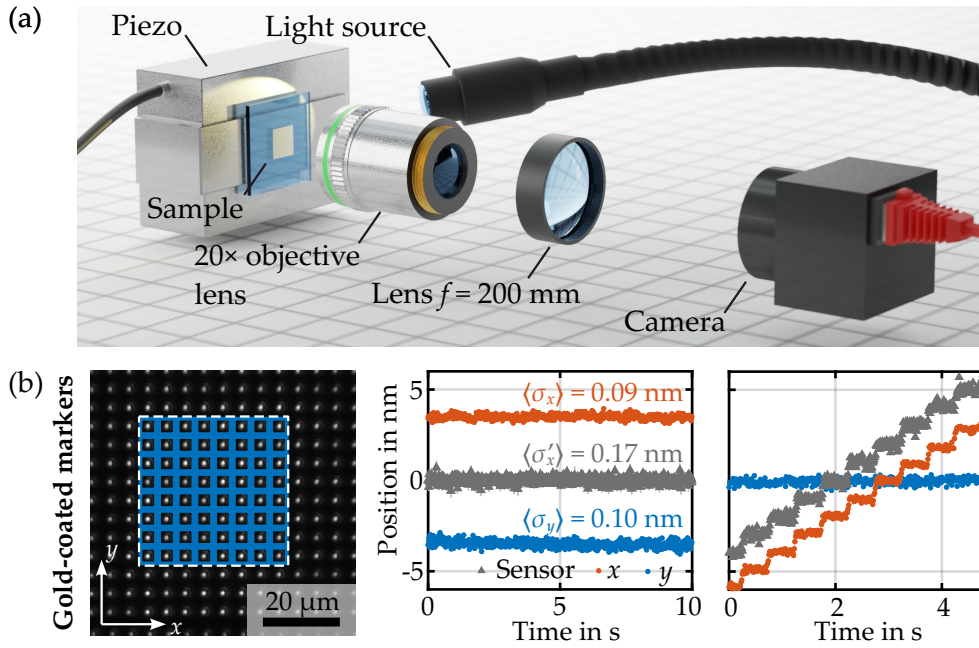 (a)
Piezo
Light source
Sample
20× objective
lens
Lens f = 200 mm
Camera
(b)
Gold-coated markers
y
x
20 µm
Position in nm
5
0
-5
⟨σx⟩ = 0.09 nm
⟨σ′x⟩ = 0.17 nm
⟨σy⟩ = 0.10 nm
Sensor x y
0 5 10
Time in s
0 2 4
Time in s